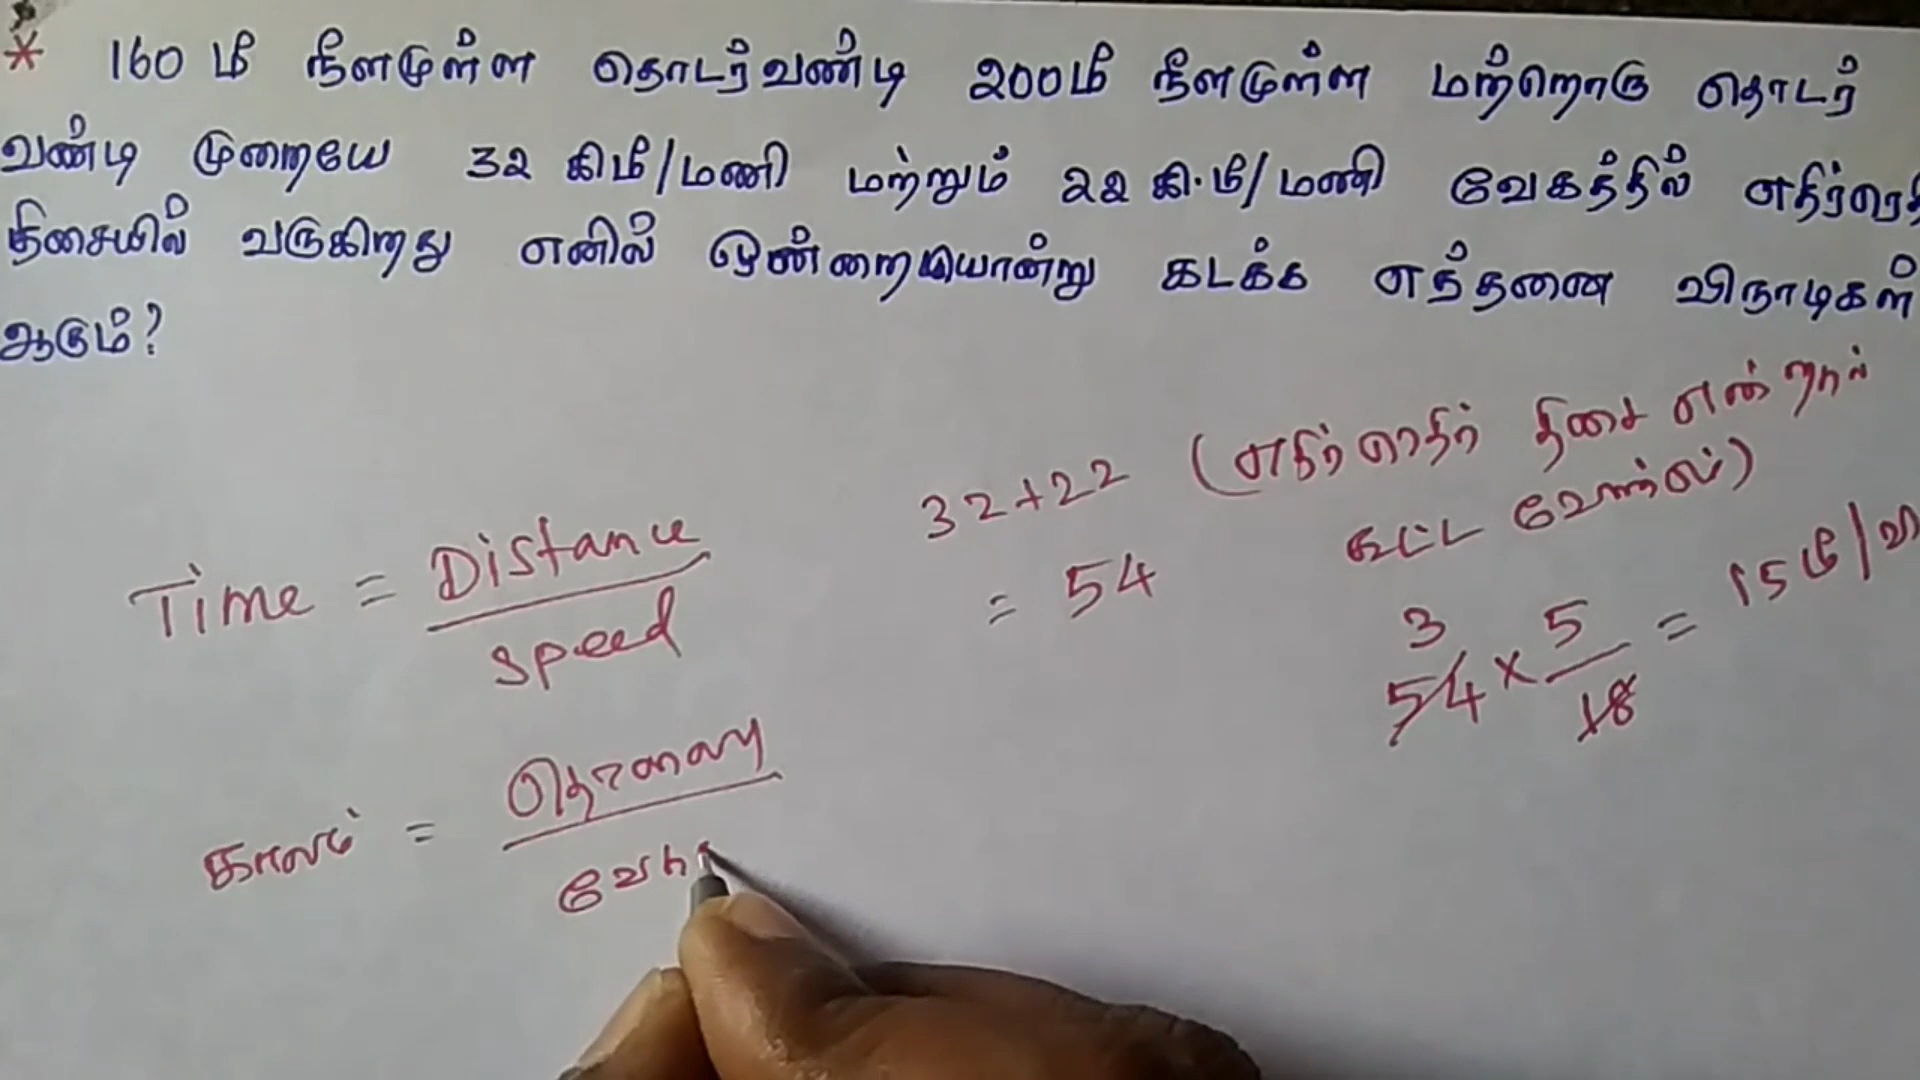 * 160 மீ நீளமுள்ள தொடர்வண்டி 200மீ நீளமுள்ள மற்றொரு தொடர்
வண்டி முறையே 32 கிமீ/மணி மற்றும் 22 கி.மீ/மணி வேகத்தில்
திசையில் வருகிறது எனில் ஒன்றையொன்று கடக்க எத்தனை விநாடிகள்
ஆகும்?
32+22 (எதிரெதிர் திசை என்றால்
கூட்ட வேண்டும்)
Time = Distance
speed
= 54
3
54 × 5 = 15 மீ/வி
18
காலம் = தொலைவு
வேக